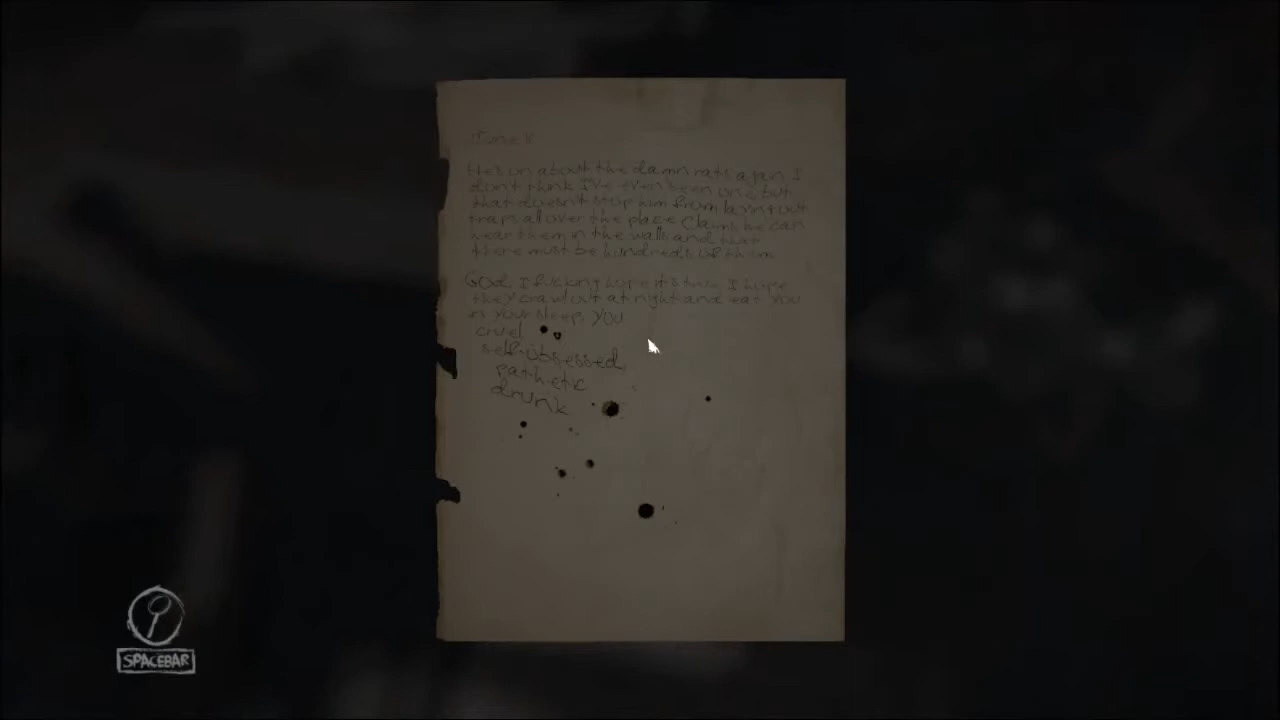 June
He's on about the damn rats again I
don't think I've even seen one, but
that doesn't stop him from layin't out
traps all over the place Claims he can
hear them in the walls and that
there must be hundreds of them
God I fucking hope it's true I hope
they crawl out at night and eat you
in your sleep, you
cruel
self-obsessed,
pathetic
drunk
SPACEBAR